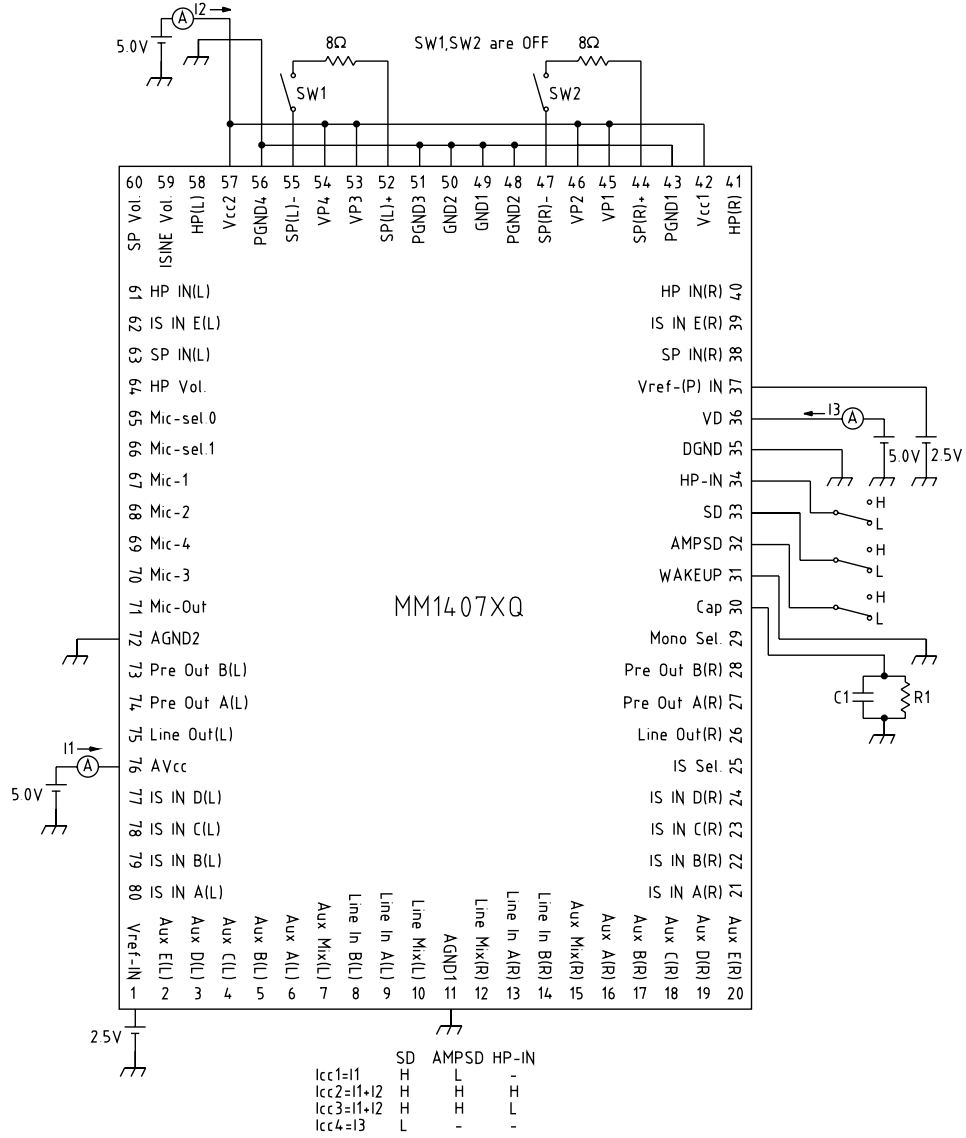 I2
A
5.0V
8Ω
SW1,SW2 are OFF
8Ω
SW1
SW2
60 59 58 57 56 55 54 53 52 51 50 49 48 47 46 45 44 43 42 41
SP Vol.
ISINE Vol.
HP(L)
Vcc2
PGND4
SP(L)-
VP4
VP3
SP(L)+
PGND3
GND2
GND1
PGND2
SP(R)-
VP2
VP1
SP(R)+
PGND1
Vcc1
HP(R)
61 HP IN(L)
HP IN(R) 40
62 IS IN E(L)
IS IN E(R) 39
63 SP IN(L)
SP IN(R) 38
64 HP Vol.
Vref-(P) IN 37
65 Mic-sel.0
VD 36
I3
A
66 Mic-sel.1
DGND 35
5.0V
2.5V
67 Mic-1
HP-IN 34
H
L
68 Mic-2
SD 33
H
L
69 Mic-4
AMPSD 32
H
L
70 Mic-3
WAKEUP 31
71 Mic-Out
MM1407XQ
Cap 30
72 AGND2
Mono Sel. 29
73 Pre Out B(L)
Pre Out B(R) 28
C1
R1
74 Pre Out A(L)
Pre Out A(R) 27
75 Line Out(L)
Line Out(R) 26
I1
A
5.0V
76 AVcc
IS Sel. 25
77 IS IN D(L)
IS IN D(R) 24
78 IS IN C(L)
IS IN C(R) 23
79 IS IN B(L)
IS IN B(R) 22
80 IS IN A(L)
IS IN A(R) 21
Vref-IN
Aux E(L)
Aux D(L)
Aux C(L)
Aux B(L)
Aux A(L)
Aux Mix(L)
Line In B(L)
Line In A(L)
Line Mix(L)
AGND1
Line Mix(R)
Line In A(R)
Line In B(R)
Aux Mix(R)
Aux A(R)
Aux B(R)
Aux C(R)
Aux D(R)
Aux E(R)
1 2 3 4 5 6 7 8 9 10 11 12 13 14 15 16 17 18 19 20
2.5V
SD AMPSD HP-IN
Icc1=I1 H L -
Icc2=I1+I2 H H H
Icc3=I1+I2 H H L
Icc4=I3 L - -